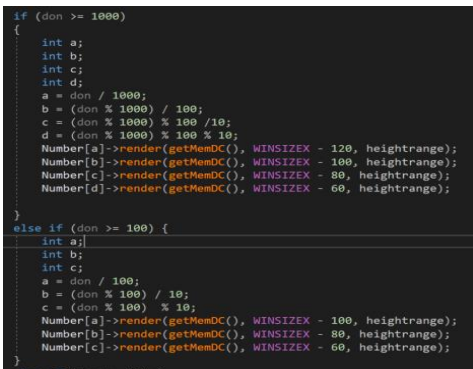 if (don >= 1000)
{
    int a;
    int b;
    int c;
    int d;
    a = don / 1000;
    b = (don % 1000) / 100;
    c = (don % 1000) % 100 /10;
    d = (don % 1000) % 100 % 10;
    Number[a]->render(getMemDC(), WINSIZEX - 120, heightrange);
    Number[b]->render(getMemDC(), WINSIZEX - 100, heightrange);
    Number[c]->render(getMemDC(), WINSIZEX - 80, heightrange);
    Number[d]->render(getMemDC(), WINSIZEX - 60, heightrange);
}
else if (don >= 100) {
    int a;
    int b;
    int c;
    a = don / 100;
    b = (don % 100) / 10;
    c = (don % 100)  % 10;
    Number[a]->render(getMemDC(), WINSIZEX - 100, heightrange);
    Number[b]->render(getMemDC(), WINSIZEX - 80, heightrange);
    Number[c]->render(getMemDC(), WINSIZEX - 60, heightrange);
}